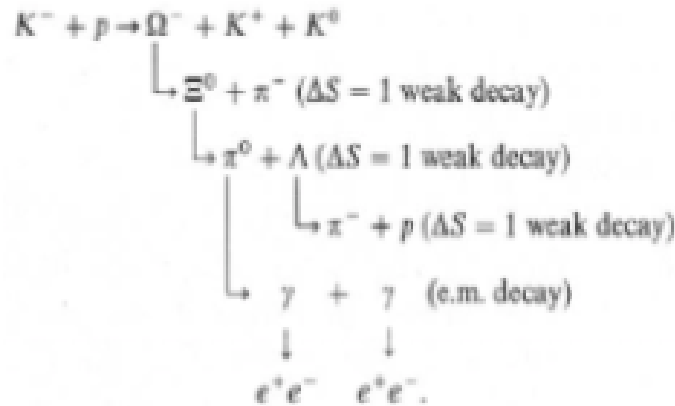 K⁻ + p → Ω⁻ + K⁺ + K⁰
Ξ⁰ + π⁻ (ΔS = 1 weak decay)
π⁰ + Λ (ΔS = 1 weak decay)
π⁻ + p (ΔS = 1 weak decay)
γ + γ (e.m. decay)
↓ ↓
e⁺e⁻ e⁺e⁻.